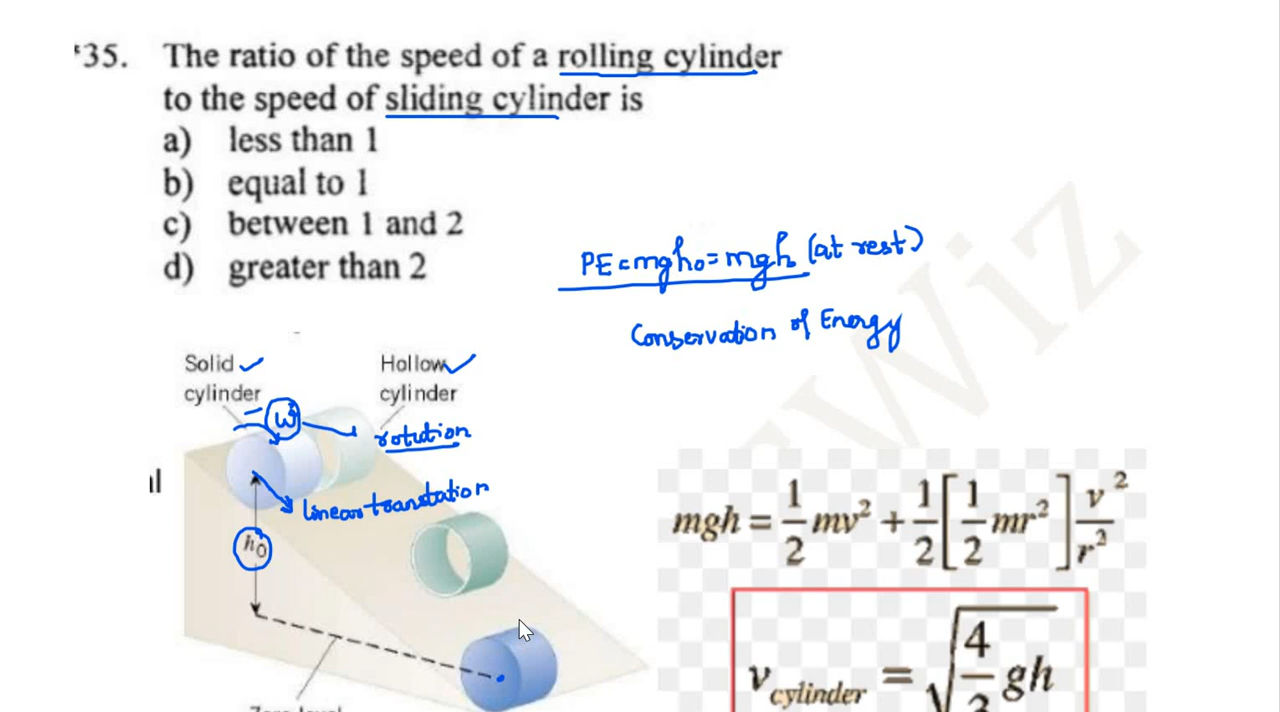 *35. The ratio of the speed of a rolling cylinder
to the speed of sliding cylinder is
a) less than 1
b) equal to 1
c) between 1 and 2
d) greater than 2
PE = mgh₀ = mgh (at rest)
Conservation of Energy
Solid
cylinder
Hollow
cylinder
ω
rotution
al
linear translation
h₀
mgh = 1/2 mv² + 1/2 [1/2 mr²] v²/r²
v cylinder = √(4/3 gh)